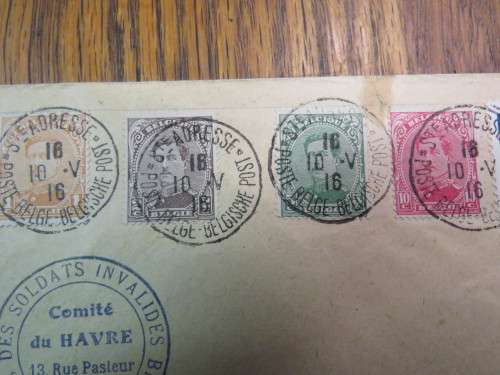 STE ADRESSE
16
10·V
16
POSTE BELGE-BELGISCHE POST
STE ADRESSE
16
10·V
16
POSTE BELGE-BELGISCHE POST
STE ADRESSE
16
10·V
16
POSTE BELGE-BELGISCHE POST
STE ADRESSE
16
10·V
16
10
DES SOLDATS INVALIDES
Comité
du HAVRE
13, Rue Pasteur